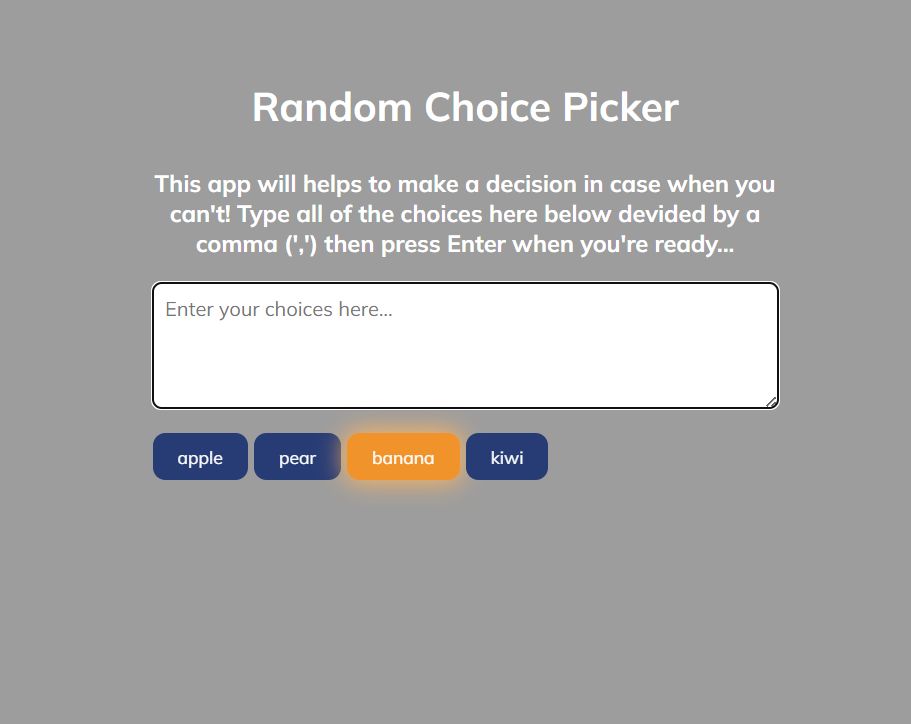 Random Choice Picker
This app will helps to make a decision in case when you
can't! Type all of the choices here below devided by a
comma (',') then press Enter when you're ready...
Enter your choices here...
apple pear banana kiwi